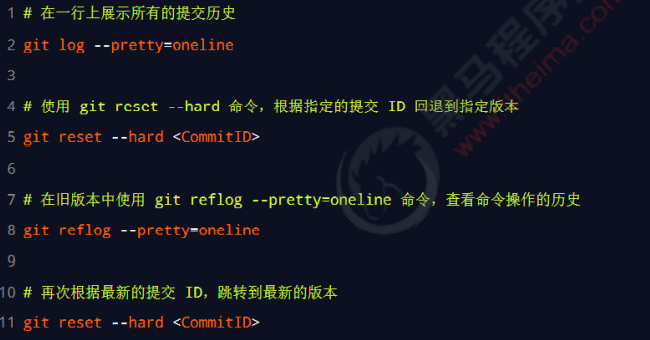 1 # 在一行上展示所有的提交历史
2 git log --pretty=oneline
3
4 # 使用 git reset --hard 命令，根据指定的提交 ID 回退到指定版本
5 git reset --hard <CommitID>
6
7 # 在旧版本中使用 git reflog --pretty=oneline 命令，查看命令操作的历史
8 git reflog --pretty=oneline
9
10 # 再次根据最新的提交 ID，跳转到最新的版本
11 git reset --hard <CommitID>
黑马程序
www.itheima.com